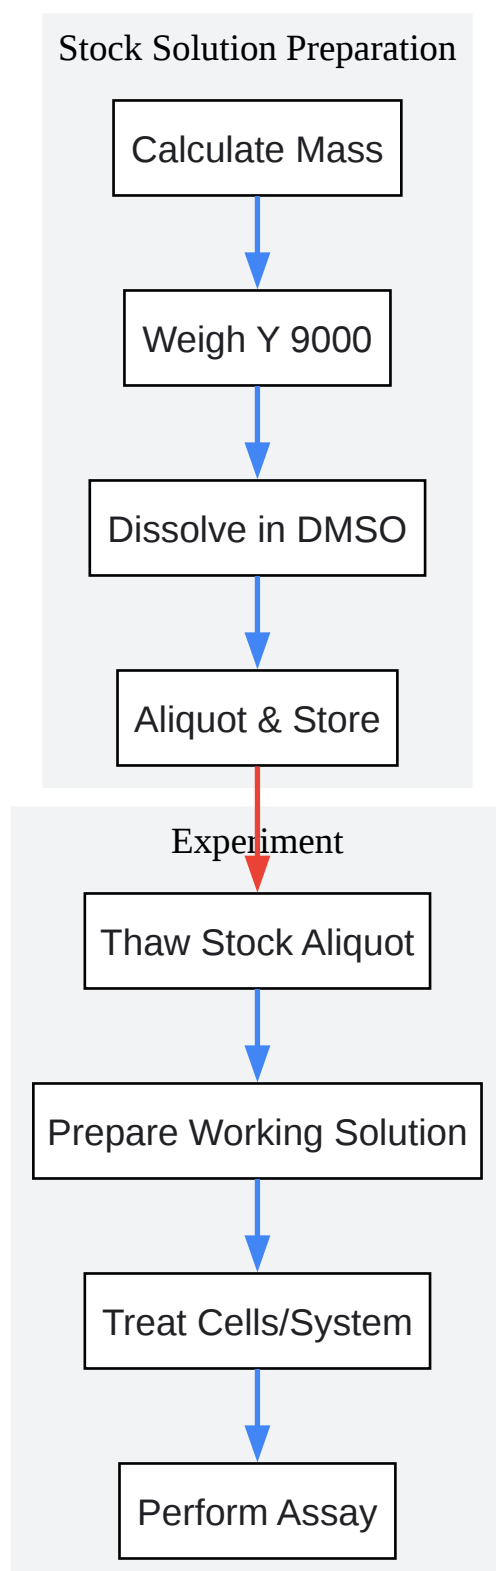 Stock Solution Preparation
Calculate Mass
Weigh Y 9000
Dissolve in DMSO
Aliquot & Store
Experiment
Thaw Stock Aliquot
Prepare Working Solution
Treat Cells/System
Perform Assay